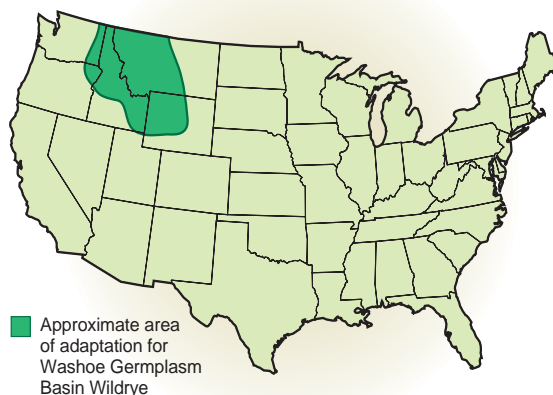 Approximate area
of adaptation for
Washoe Germplasm
Basin Wildrye